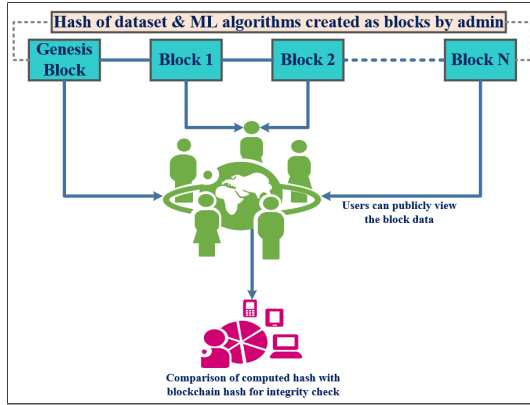 Hash of dataset & ML algorithms created as blocks by admin
Genesis
Block
Block 1
Block 2
Block N
Users can publicly view
the block data
Comparison of computed hash with
blockchain hash for integrity check